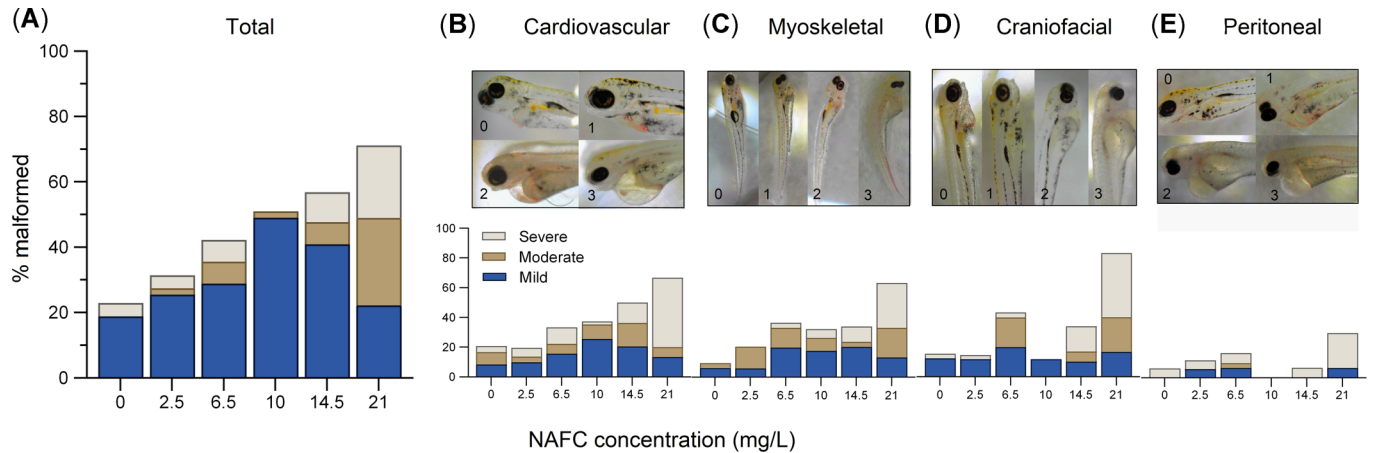 (A) Total
% malformed
100
80
60
40
20
0
0 2.5 6.5 10 14.5 21
(B) Cardiovascular
0 1
2 3
100
80
60
40
20
0
Severe
Moderate
Mild
0 2.5 6.5 10 14.5 21
(C) Myoskeletal
0 1 2 3
0 2.5 6.5 10 14.5 21
(D) Craniofacial
0 1 2 3
0 2.5 6.5 10 14.5 21
(E) Peritoneal
0 1
2 3
0 2.5 6.5 10 14.5 21
NAFC concentration (mg/L)